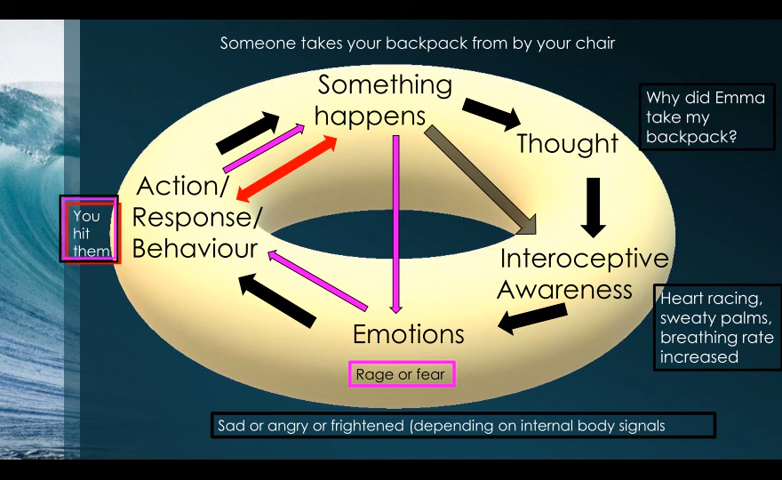 Someone takes your backpack from by your chair
Something
happens
Why did Emma
take my
backpack?
Thought
Action/
Response/
Behaviour
You
hit
them
Interoceptive
Awareness
Heart racing,
sweaty palms,
breathing rate
increased
Emotions
Rage or fear
Sad or angry or frightened (depending on internal body signals